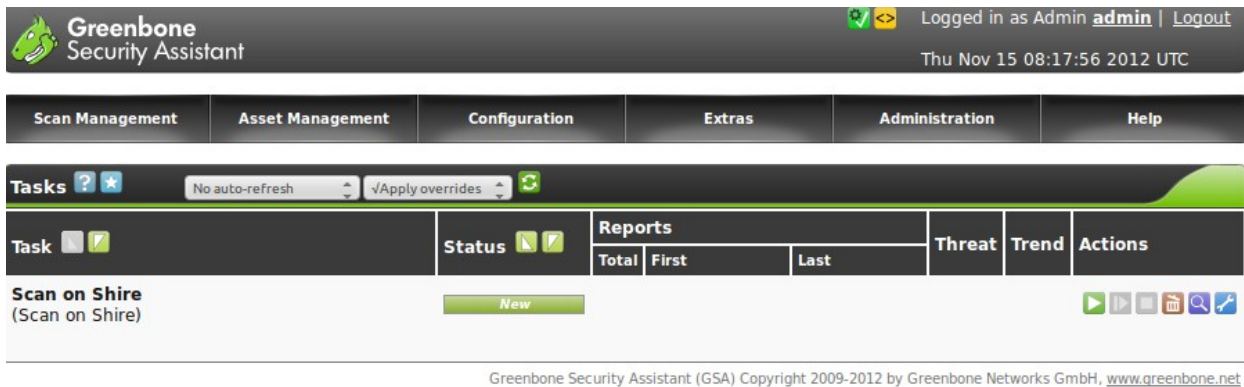 Greenbone
Security Assistant
Logged in as Admin admin | Logout
Thu Nov 15 08:17:56 2012 UTC
Scan Management Asset Management Configuration Extras Administration Help
Tasks ? No auto-refresh √Apply overrides
Task Status Reports Threat Trend Actions
Total First Last
Scan on Shire
(Scan on Shire)
New
Greenbone Security Assistant (GSA) Copyright 2009-2012 by Greenbone Networks GmbH, www.greenbone.net